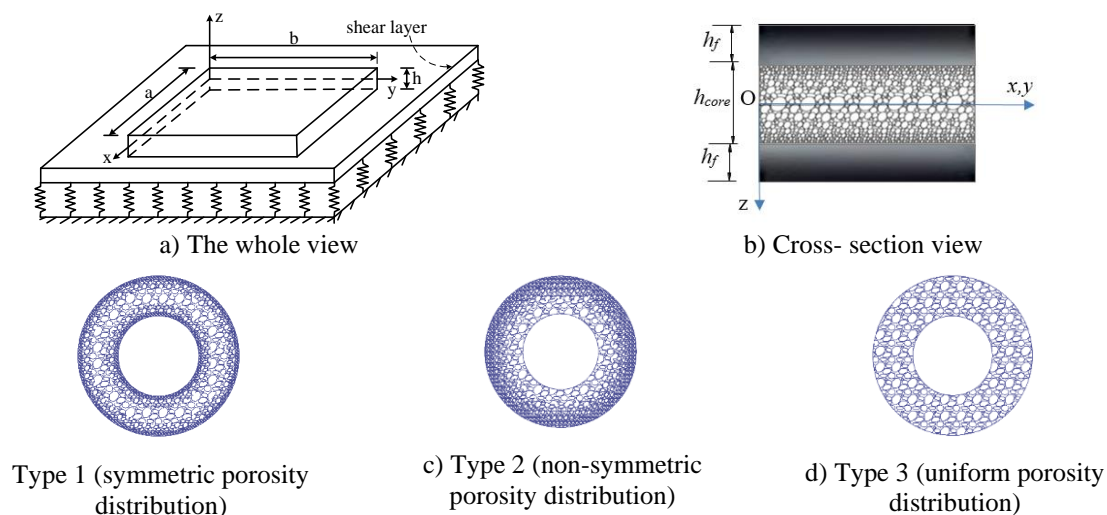 z
b
shear layer
a
h
y
x
a) The whole view
h_f
h_core
O
x,y
h_f
z
b) Cross- section view
Type 1 (symmetric porosity
distribution)
c) Type 2 (non-symmetric
porosity distribution)
d) Type 3 (uniform porosity
distribution)